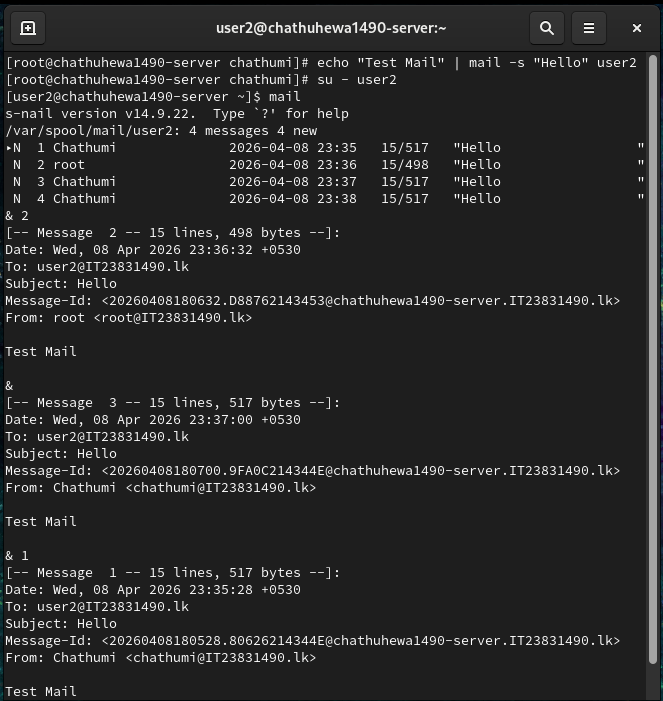 user2@chathuhewa1490-server:~
[root@chathuhewa1490-server chathumi]# echo "Test Mail" | mail -s "Hello" user2
[root@chathuhewa1490-server chathumi]# su - user2
[user2@chathuhewa1490-server ~]$ mail
s-nail version v14.9.22.  Type `?' for help
/var/spool/mail/user2: 4 messages 4 new
▸N  1 Chathumi              2026-04-08 23:35   15/517   "Hello                 "
 N  2 root                  2026-04-08 23:36   15/498   "Hello                 "
 N  3 Chathumi              2026-04-08 23:37   15/517   "Hello                 "
 N  4 Chathumi              2026-04-08 23:38   15/517   "Hello                 "
& 2
[-- Message  2 -- 15 lines, 498 bytes --]:
Date: Wed, 08 Apr 2026 23:36:32 +0530
To: user2@IT23831490.lk
Subject: Hello
Message-Id: <20260408180632.D88762143453@chathuhewa1490-server.IT23831490.lk>
From: root <root@IT23831490.lk>

Test Mail

&
[-- Message  3 -- 15 lines, 517 bytes --]:
Date: Wed, 08 Apr 2026 23:37:00 +0530
To: user2@IT23831490.lk
Subject: Hello
Message-Id: <20260408180700.9FA0C214344E@chathuhewa1490-server.IT23831490.lk>
From: Chathumi <chathumi@IT23831490.lk>

Test Mail

& 1
[-- Message  1 -- 15 lines, 517 bytes --]:
Date: Wed, 08 Apr 2026 23:35:28 +0530
To: user2@IT23831490.lk
Subject: Hello
Message-Id: <20260408180528.80626214344E@chathuhewa1490-server.IT23831490.lk>
From: Chathumi <chathumi@IT23831490.lk>

Test Mail